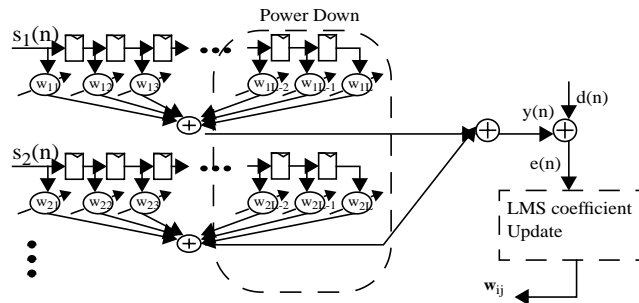 Power Down
s1(n)
w11 w12 w13 w1L-2 w1L-1 w1L
d(n)
y(n)
s2(n)
e(n)
w21 w22 w23 w2L-2 w2L-1 w2L
LMS coefficient
Update
wij